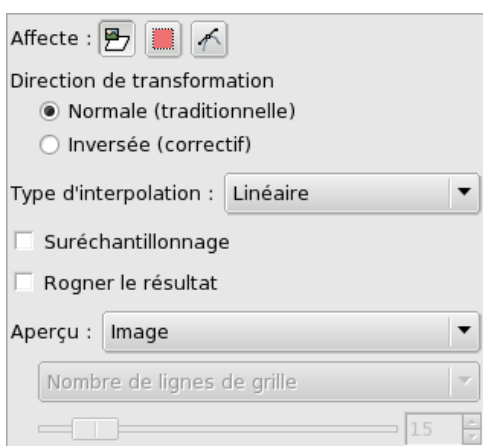 Affecte :
Direction de transformation
Normale (traditionnelle)
Inversée (correctif)
Type d'interpolation : Linéaire
Suréchantillonnage
Rogner le résultat
Aperçu : Image
Nombre de lignes de grille
15